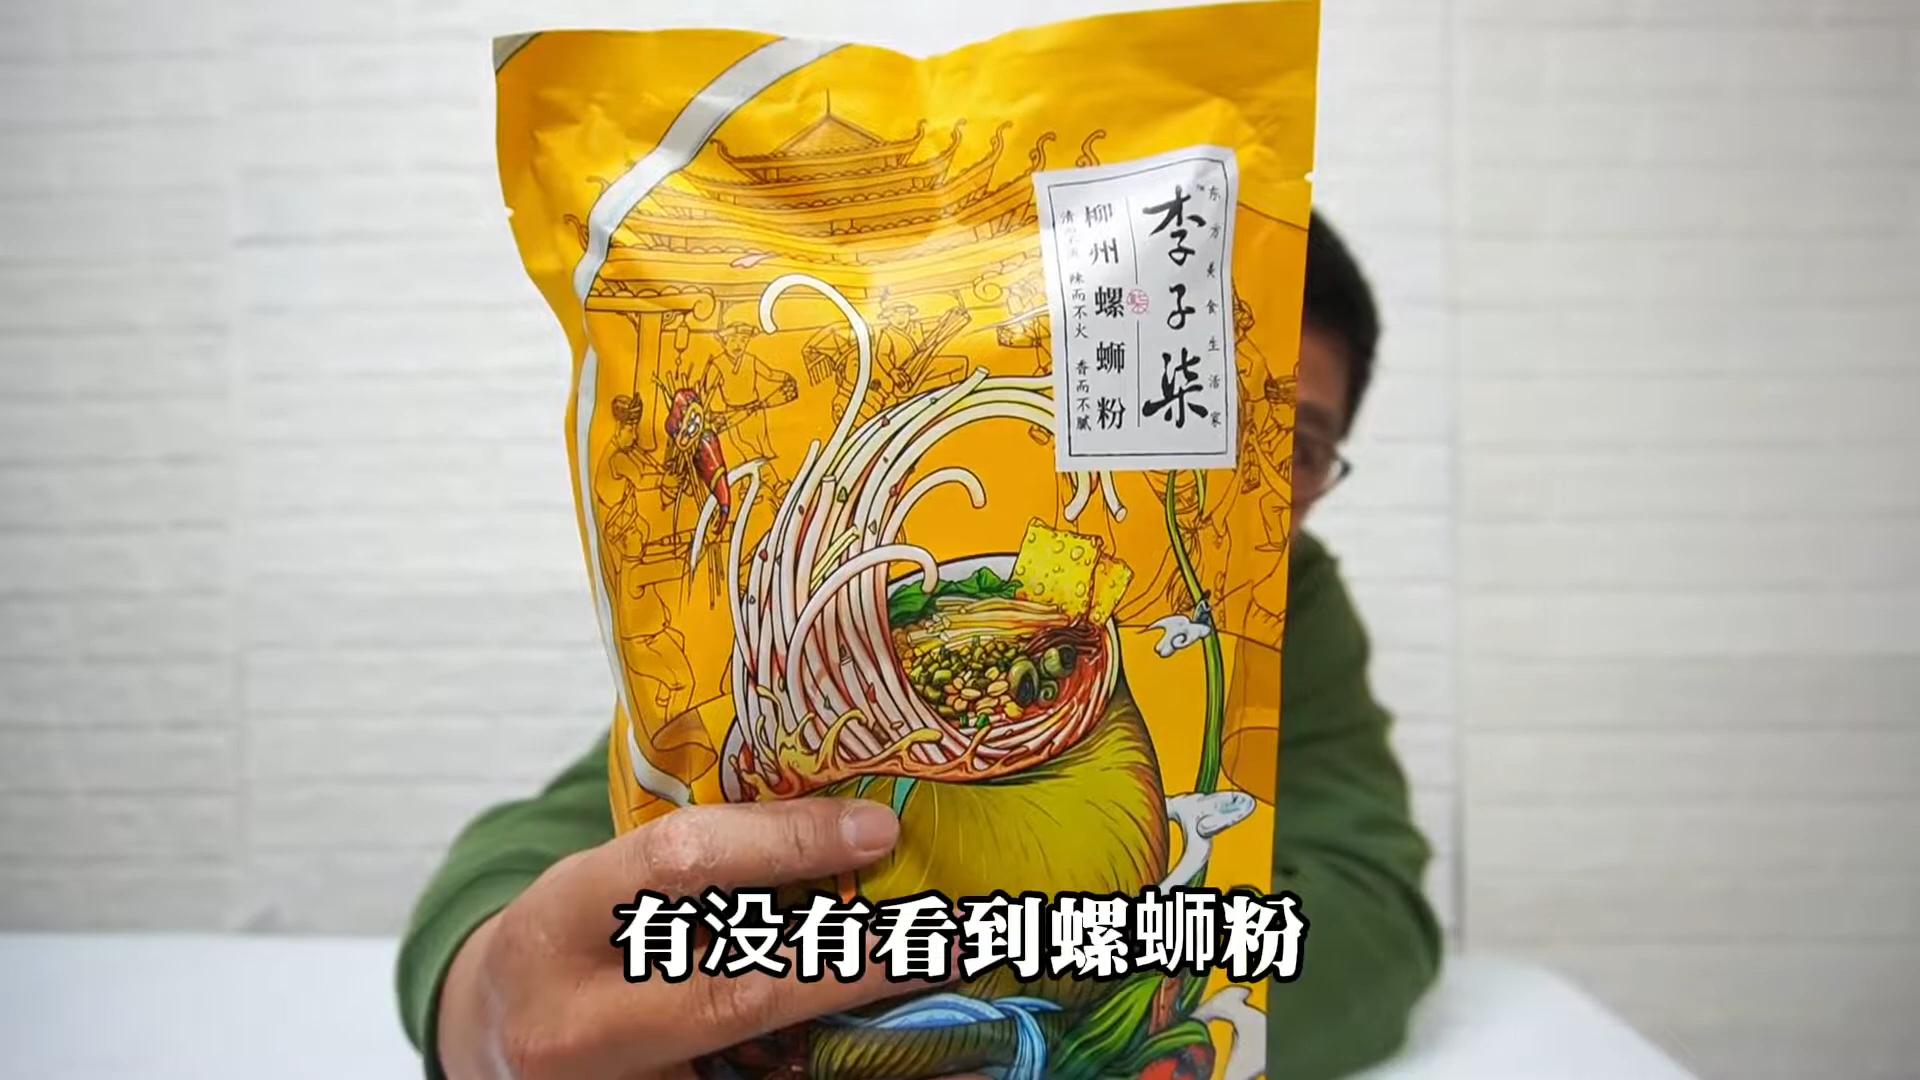 东方美食生活家
李子柒
柳州螺蛳粉
辣而不火 香而不腻
有没有看到螺蛳粉